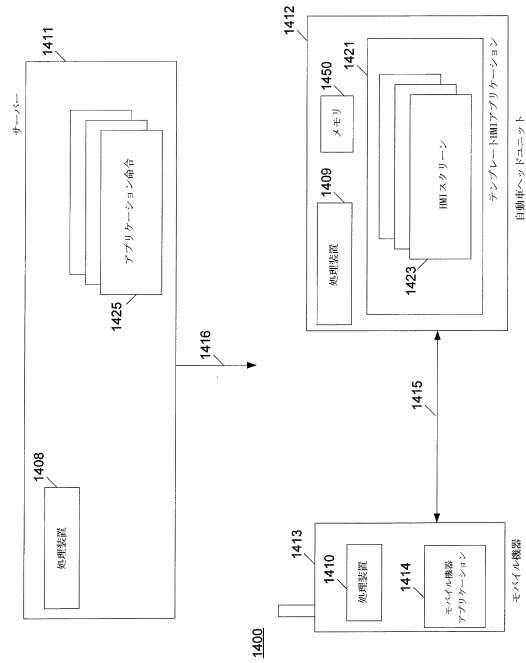 サーバー
1411
アプリケーション命令
1425
1408
処理装置
1416
1412
1450
メモリ
1421
1409
処理装置
HMIスクリーン
1423
テンプレートHMIアプリケーション
自動車ヘッドユニット
1415
1413
1410
処理装置
1414
モバイル機器
アプリケーション
モバイル機器
1400